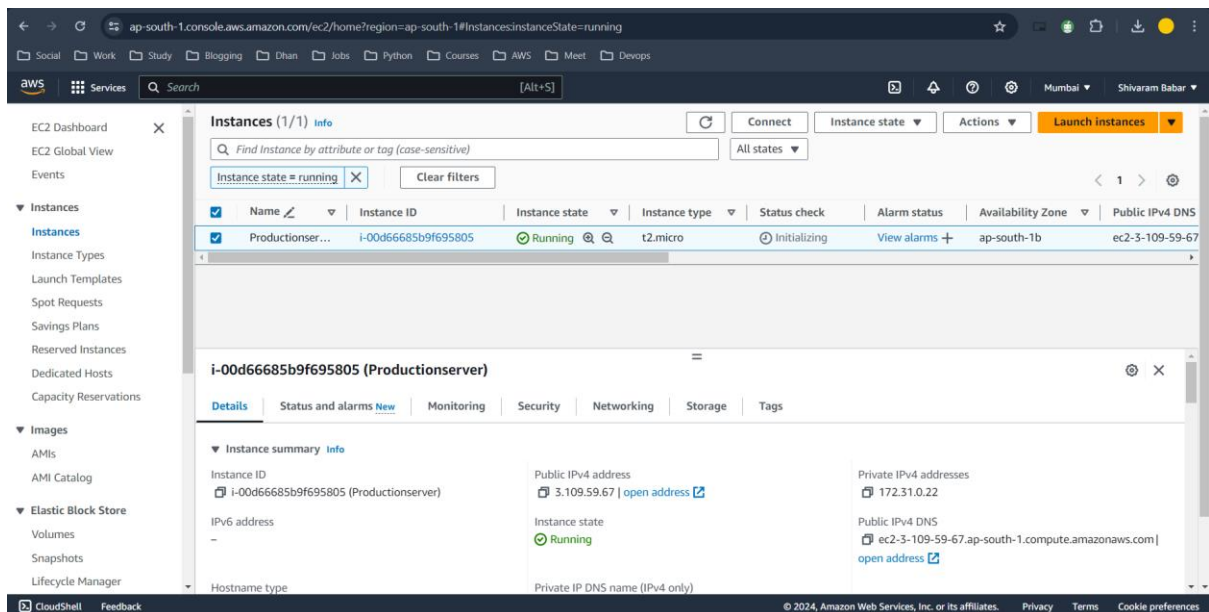 ap-south-1.console.aws.amazon.com/ec2/home?region=ap-south-1#Instances:instanceState=running
Social Work Study Blogging Dhan Jobs Python Courses AWS Meet Devops
aws Services Search [Alt+S] Mumbai ▼ Shivaram Babar ▼
EC2 Dashboard
EC2 Global View
Events
Instances
Instances
Instance Types
Launch Templates
Spot Requests
Savings Plans
Reserved Instances
Dedicated Hosts
Capacity Reservations
Images
AMIs
AMI Catalog
Elastic Block Store
Volumes
Snapshots
Lifecycle Manager
Instances (1/1) Info
Connect Instance state ▼ Actions ▼ Launch instances ▼
Find Instance by attribute or tag (case-sensitive) All states ▼
Instance state = running X Clear filters
1
Name Instance ID Instance state Instance type Status check Alarm status Availability Zone Public IPv4 DNS
Productionser... i-00d66685b9f695805 Running t2.micro Initializing View alarms + ap-south-1b ec2-3-109-59-67
i-00d66685b9f695805 (Productionserver)
Details Status and alarms New Monitoring Security Networking Storage Tags
Instance summary Info
Instance ID
i-00d66685b9f695805 (Productionserver)
Public IPv4 address
3.109.59.67 | open address
Private IPv4 addresses
172.31.0.22
IPv6 address
–
Instance state
Running
Public IPv4 DNS
ec2-3-109-59-67.ap-south-1.compute.amazonaws.com |
open address
Hostname type
Private IP DNS name (IPv4 only)
CloudShell Feedback © 2024, Amazon Web Services, Inc. or its affiliates. Privacy Terms Cookie preferences